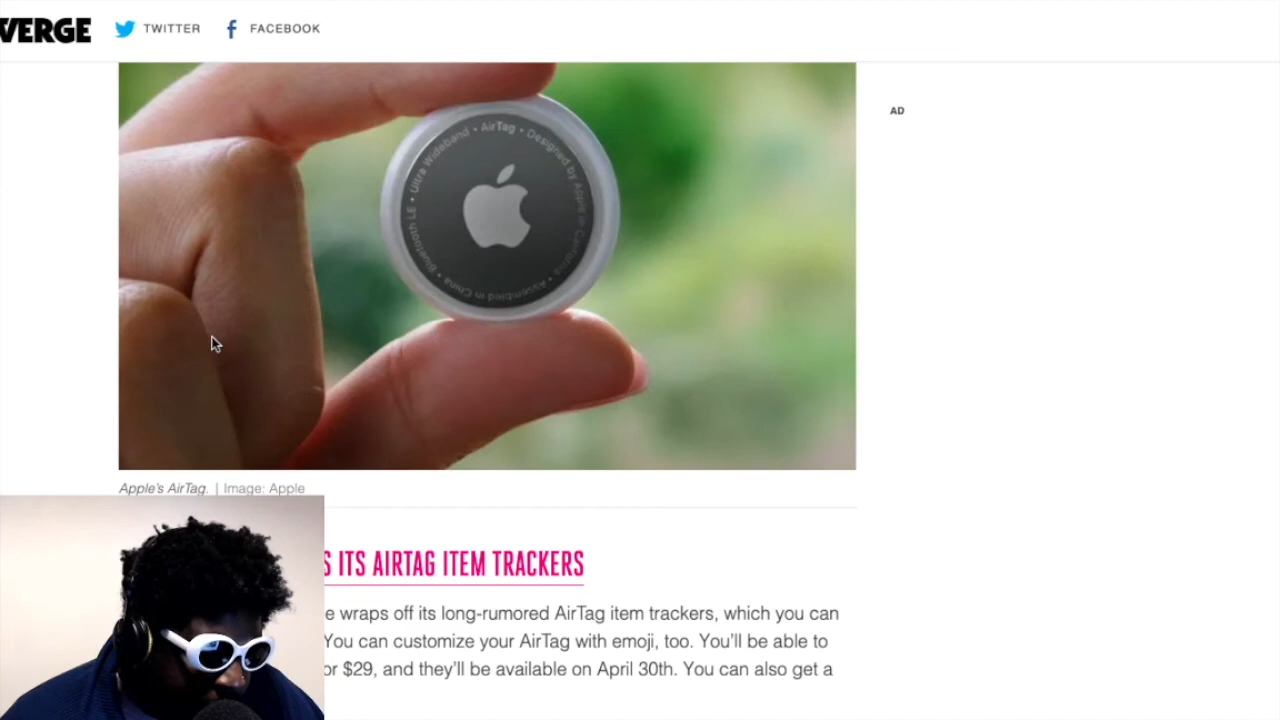 VERGE
TWITTER
FACEBOOK
AD
Ultra Wideband • AirTag • Designed by Apple in California • Assembled in China • Bluetooth LE •
Apple's AirTag. | Image: Apple
S ITS AIRTAG ITEM TRACKERS
e wraps off its long-rumored AirTag item trackers, which you can
You can customize your AirTag with emoji, too. You'll be able to
or $29, and they'll be available on April 30th. You can also get a